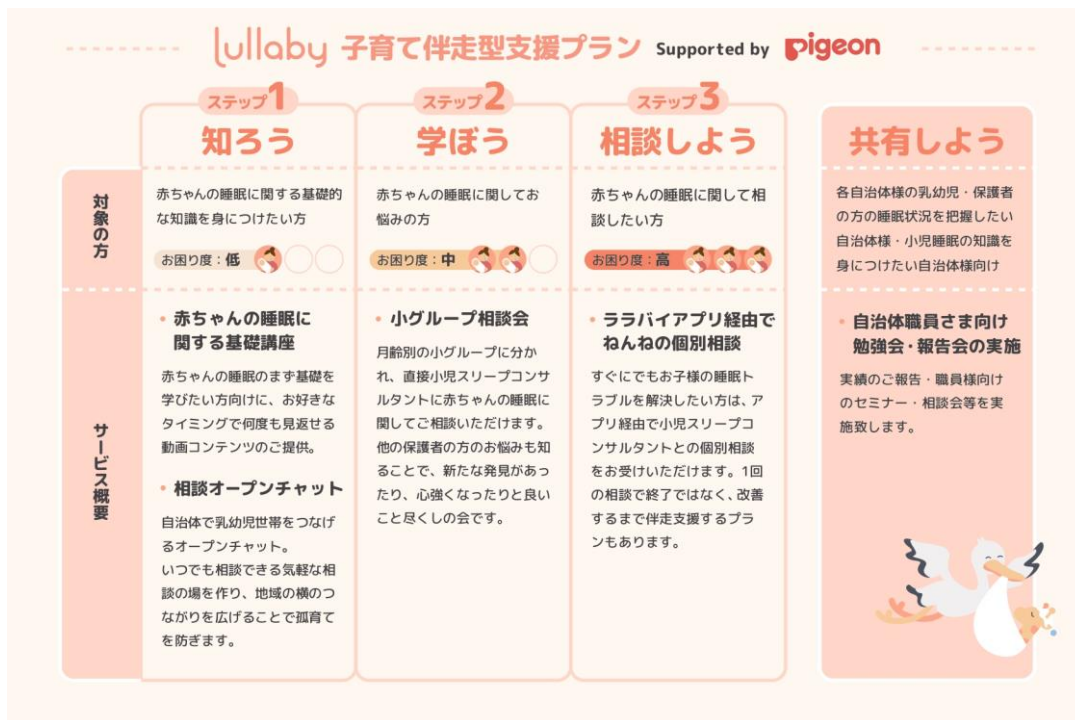 lullaby 子育て伴走型支援プラン Supported by Pigeon
ステップ1
知ろう
ステップ2
学ぼう
ステップ3
相談しよう
共有しよう
対象の方
赤ちゃんの睡眠に関する基礎的
な知識を身につけたい方
お困り度:低
赤ちゃんの睡眠に関してお
悩みの方
お困り度:中
赤ちゃんの睡眠に関して相
談したい方
お困り度:高
各自治体様の乳幼児・保護者
の方の睡眠状況を把握したい
自治体様・小児睡眠の知識を
身につけたい自治体様向け
サービス概要
・赤ちゃんの睡眠に
関する基礎講座
赤ちゃんの睡眠のまず基礎を
学びたい方向けに、お好きな
タイミングで何度も見返せる
動画コンテンツのご提供。
・相談オープンチャット
自治体で乳幼児世帯をつなげ
るオープンチャット。
いつでも相談できる気軽な相
談の場を作り、地域の横のつ
ながりを広げることで孤育て
を防ぎます。
・小グループ相談会
月齢別の小グループに分か
れ、直接小児スリープコンサ
ルタントに赤ちゃんの睡眠に
関してご相談いただけます。
他の保護者の方のお悩みも知
ることで、新たな発見があっ
たり、心強くなったりと良い
こと尽くしの会です。
・ララバイアプリ経由で
ねんねの個別相談
すぐにでもお子様の睡眠ト
ラブルを解決したい方は、ア
プリ経由で小児スリープコ
ンサルタントとの個別相談
をお受けいただけます。1回
の相談で終了ではなく、改善
するまで伴走支援するプラ
ンもあります。
・自治体職員さま向け
勉強会・報告会の実施
実績のご報告・職員様向け
のセミナー・相談会等を実
施致します。